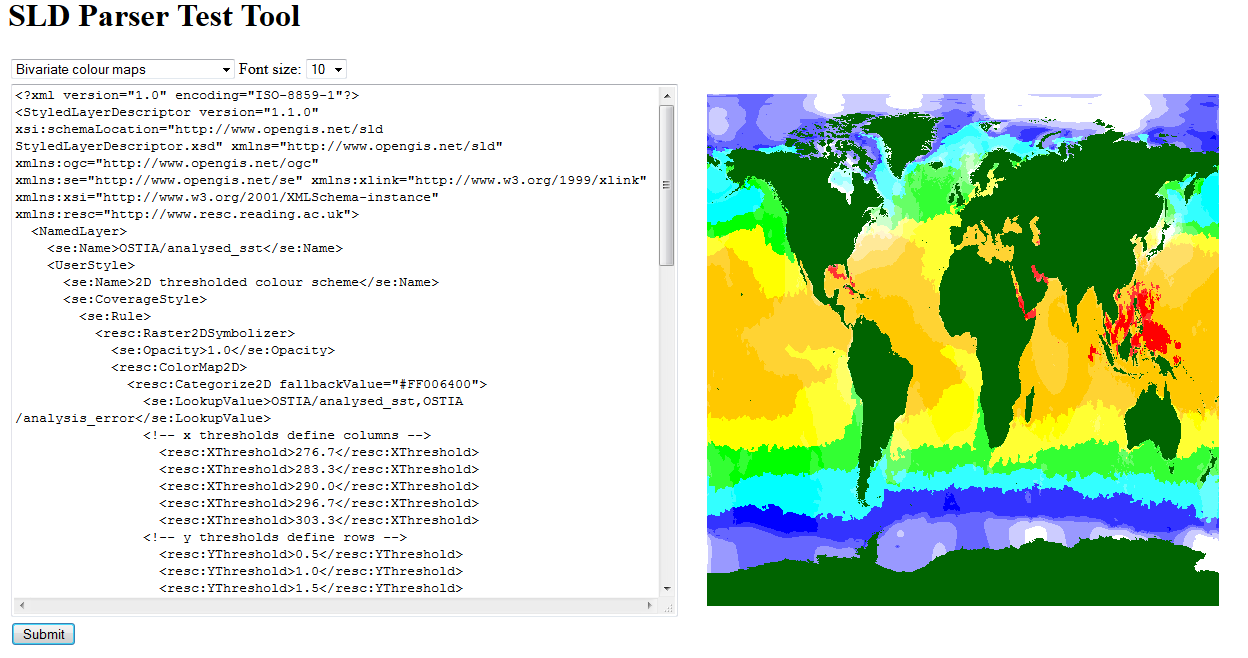 SLD Parser Test Tool
Bivariate colour maps Font size: 10
<?xml version="1.0" encoding="ISO-8859-1"?>
<StyledLayerDescriptor version="1.1.0"
xsi:schemaLocation="http://www.opengis.net/sld
StyledLayerDescriptor.xsd" xmlns="http://www.opengis.net/sld"
xmlns:ogc="http://www.opengis.net/ogc"
xmlns:se="http://www.opengis.net/se" xmlns:xlink="http://www.w3.org/1999/xlink"
xmlns:xsi="http://www.w3.org/2001/XMLSchema-instance"
xmlns:resc="http://www.resc.reading.ac.uk">
<NamedLayer>
<se:Name>OSTIA/analysed_sst</se:Name>
<UserStyle>
<se:Name>2D thresholded colour scheme</se:Name>
<se:CoverageStyle>
<se:Rule>
<resc:Raster2DSymbolizer>
<se:Opacity>1.0</se:Opacity>
<resc:ColorMap2D>
<resc:Categorize2D fallbackValue="#FF006400">
<se:LookupValue>OSTIA/analysed_sst,OSTIA
/analysis_error</se:LookupValue>
<!-- x thresholds define columns -->
<resc:XThreshold>276.7</resc:XThreshold>
<resc:XThreshold>283.3</resc:XThreshold>
<resc:XThreshold>290.0</resc:XThreshold>
<resc:XThreshold>296.7</resc:XThreshold>
<resc:XThreshold>303.3</resc:XThreshold>
<!-- y thresholds define rows -->
<resc:YThreshold>0.5</resc:YThreshold>
<resc:YThreshold>1.0</resc:YThreshold>
<resc:YThreshold>1.5</resc:YThreshold>
Submit